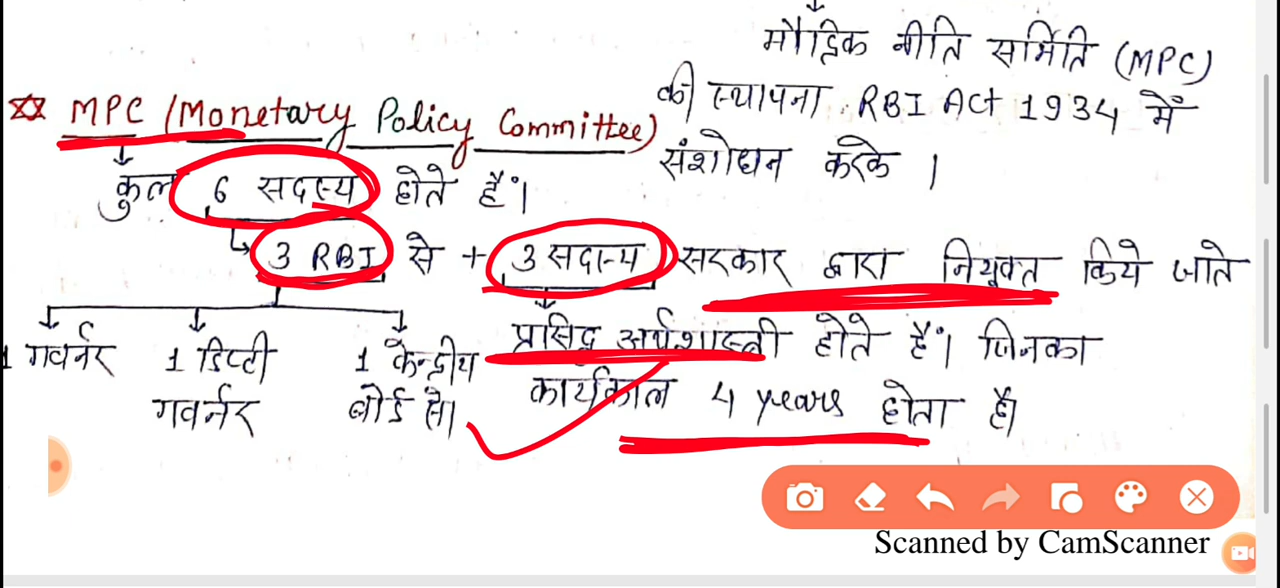 मौद्रिक नीति समिति (MPC)
की स्थापना RBI Act 1934 में
संशोधन करके ।
MPC (Monetary Policy Committee)
कुल 6 सदस्य होते हैं।
3 RBI से + 3 सदस्य सरकार द्वारा नियुक्त किये जाते
प्रसिद्ध अर्थशास्त्री होते हैं। जिनका
कार्यकाल 4 years होता है।
1 गवर्नर
1 डिप्टी
गवर्नर
1 केन्द्रीय
बोर्ड से।
Scanned by CamScanner